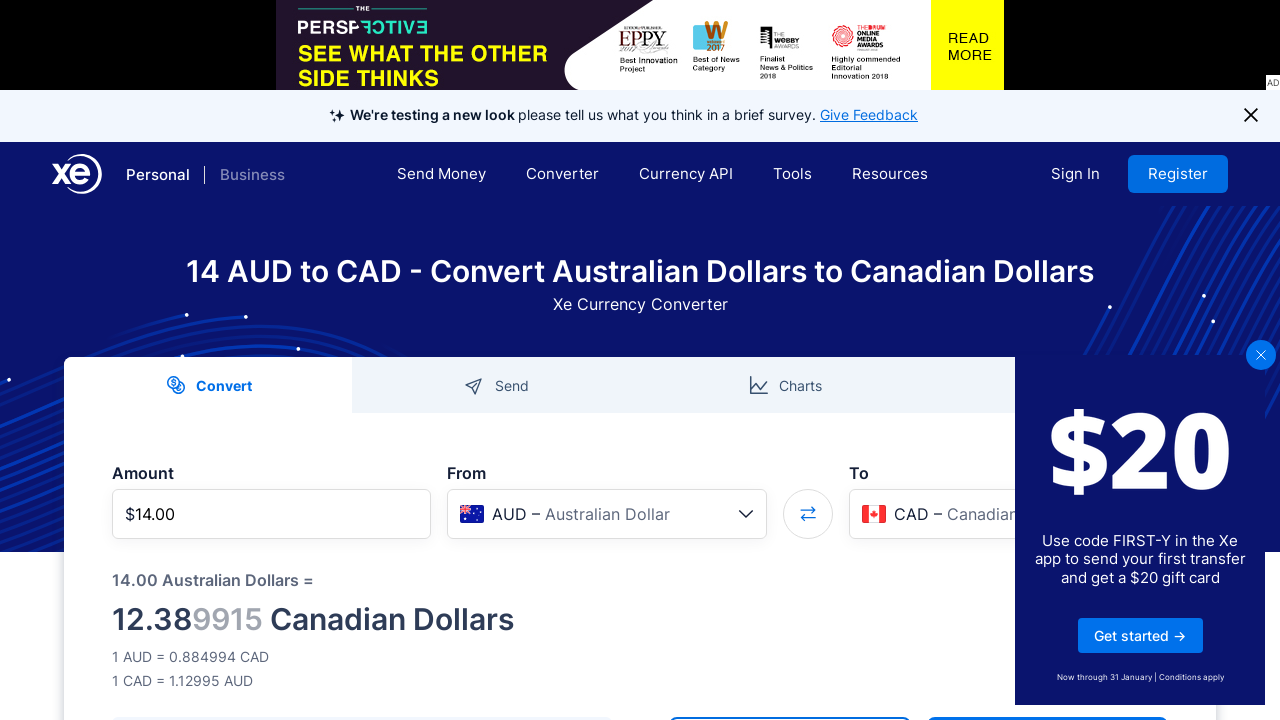 THE
PERSPECTIVE
SEE WHAT THE OTHER
SIDE THINKS
EPPY
2017
Best Innovation
Project
W
2017
Best of News
Category
THE
WEBBY
AWARDS
Finalist
News & Politics
2018
THE DRUM
ONLINE
MEDIA
AWARDS
Highly commended
Editorial
Innovation 2018
READ
MORE
AD
We're testing a new look please tell us what you think in a brief survey. Give Feedback
xe
Personal
Business
Send Money
Converter
Currency API
Tools
Resources
Sign In
Register
14 AUD to CAD - Convert Australian Dollars to Canadian Dollars
Xe Currency Converter
Convert
Send
Charts
Amount
From
To
$14.00
AUD – Australian Dollar
CAD – Canadian
14.00 Australian Dollars =
12.389915 Canadian Dollars
1 AUD = 0.884994 CAD
1 CAD = 1.12995 AUD
$20
Use code FIRST-Y in the Xe
app to send your first transfer
and get a $20 gift card
Get started →
Now through 31 January | Conditions apply